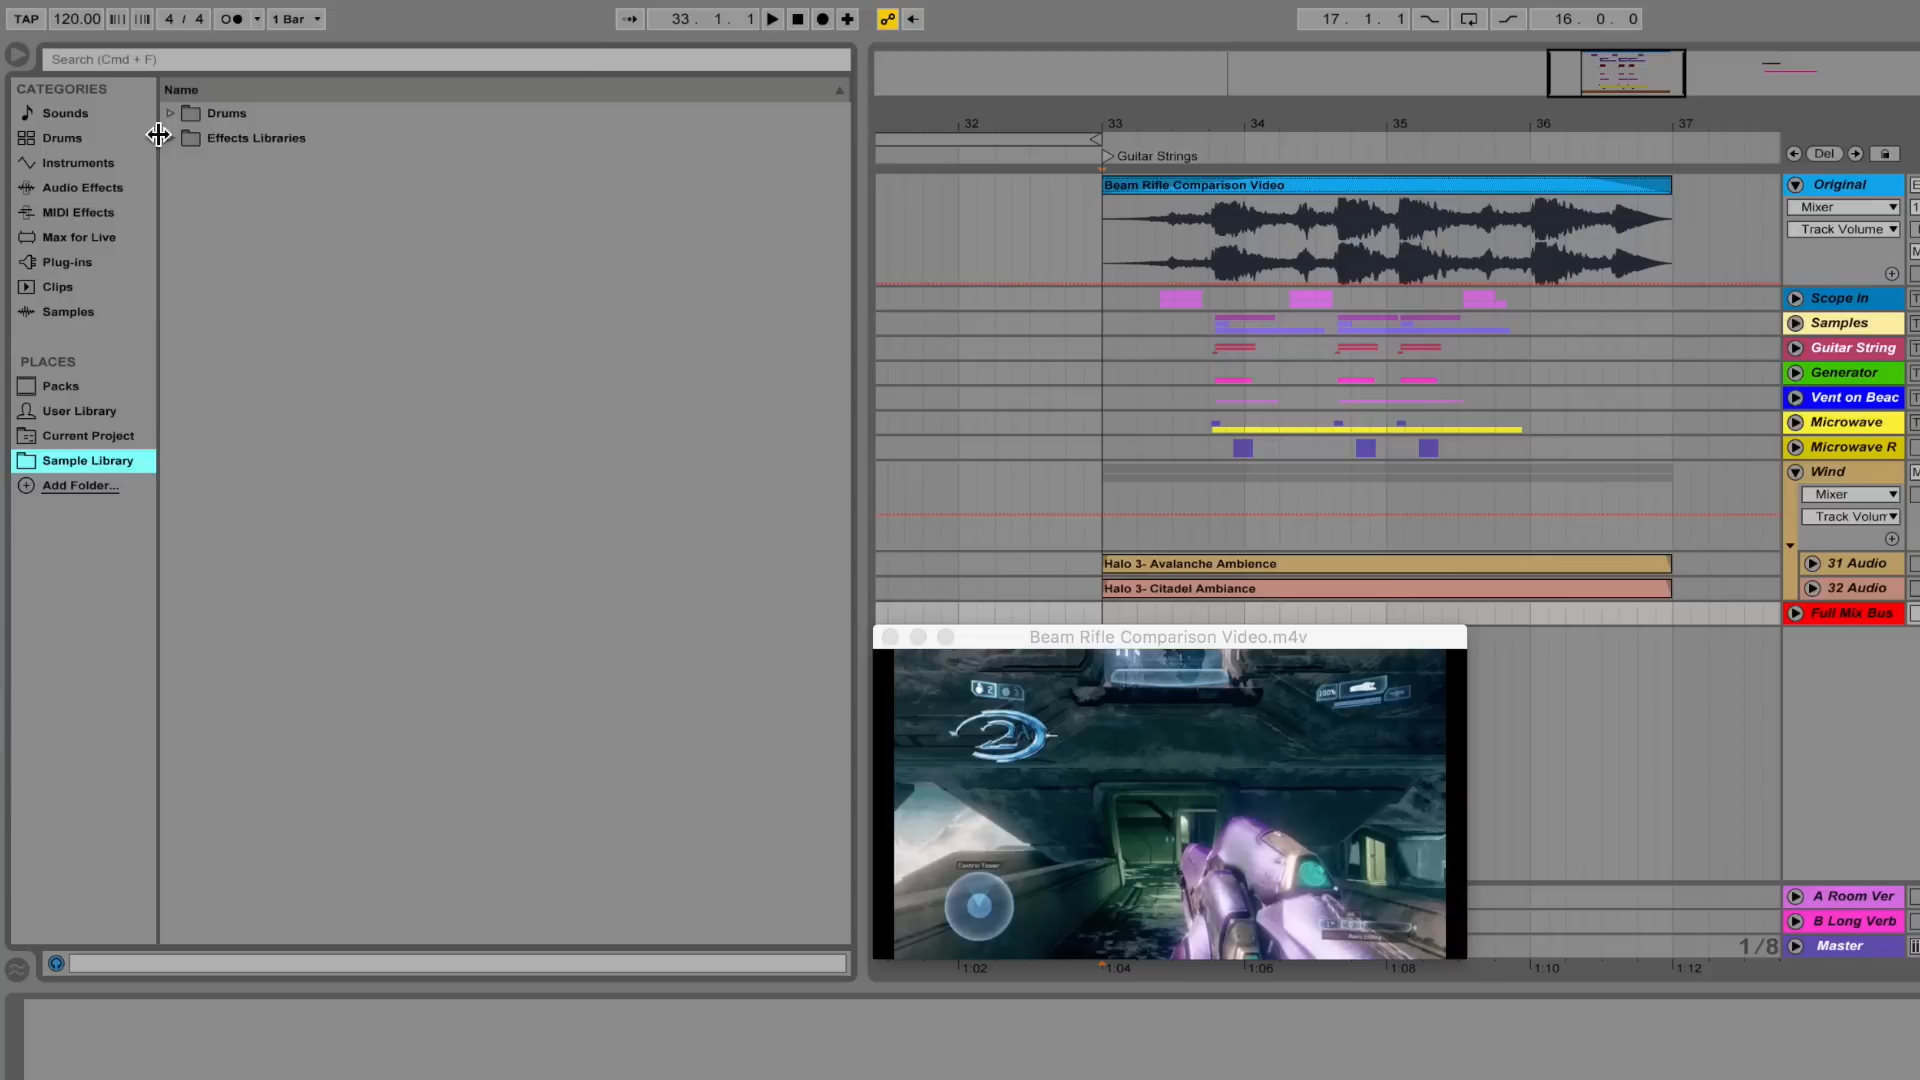 TAP 120.00 4 / 4 1 Bar 33. 1. 1 17. 1. 1 16. 0. 0
Search (Cmd + F)
CATEGORIES
Sounds
Drums
Instruments
Audio Effects
MIDI Effects
Max for Live
Plug-ins
Clips
Samples
PLACES
Packs
User Library
Current Project
Sample Library
Add Folder...
Name
Drums
Effects Libraries
32 33 34 35 36 37
Guitar Strings
Del
Beam Rifle Comparison Video
Halo 3- Avalanche Ambience
Halo 3- Citadel Ambiance
Original
Mixer
Track Volume
Scope In
Samples
Guitar String
Generator
Vent on Beac
Microwave
Microwave R
Wind
Mixer
Track Volum
31 Audio
32 Audio
Full Mix Bus
Beam Rifle Comparison Video.m4v
2
100%
Control Tower
A Room Ver
B Long Verb
1/8
Master
1:02 1:04 1:06 1:08 1:10 1:12